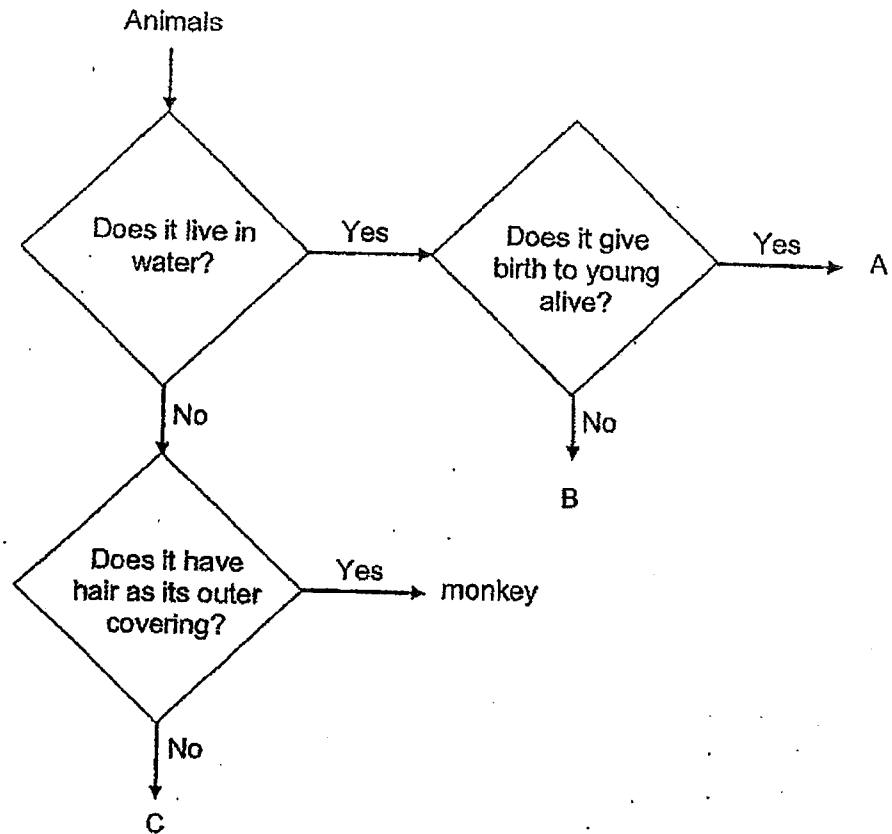 Animals
Does it live in
water?
Yes
Does it give
birth to young
alive?
Yes
A
No
No
B
Does it have
hair as its outer
covering?
Yes
monkey
No
C